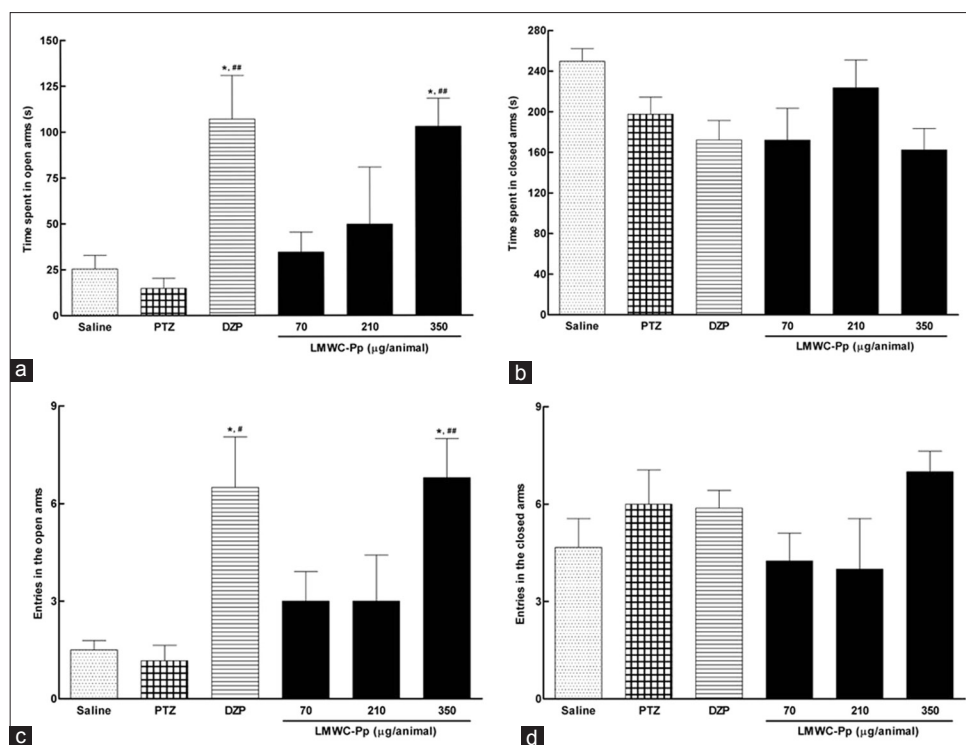 150
125
100
75
50
25
0
Time spent in open arms (s)
*, ##
*, ##
Saline PTZ DZP 70 210 350
LMWC-Pp (µg/animal)
a
280
240
200
160
120
80
40
0
Time spent in closed arms (s)
Saline PTZ DZP 70 210 350
LMWC-Pp (µg/animal)
b
9
6
3
0
Entries in the open arms
*, #
*, ##
Saline PTZ DZP 70 210 350
LMWC-Pp (µg/animal)
c
9
6
3
0
Entries in the closed arms
Saline PTZ DZP 70 210 350
LMWC-Pp (µg/animal)
d